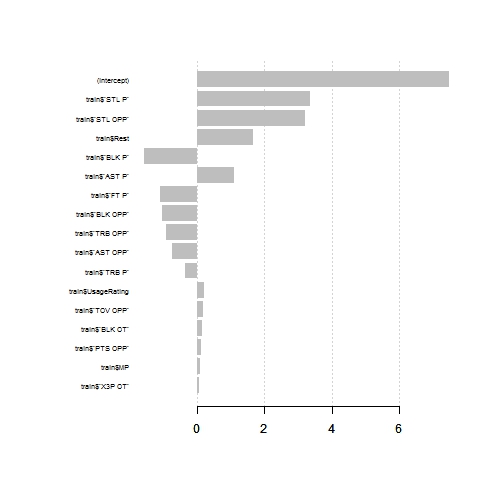 (Intercept)
train$`STL P`
train$`STL OPP`
train$Rest
train$`BLK P`
train$`AST P`
train$`FT P`
train$`BLK OPP`
train$`TRB OPP`
train$`AST OPP`
train$`TRB P`
train$UsageRating
train$`TOV OPP`
train$`BLK OT`
train$`PTS OPP`
train$MP
train$`X3P OT`
0 2 4 6